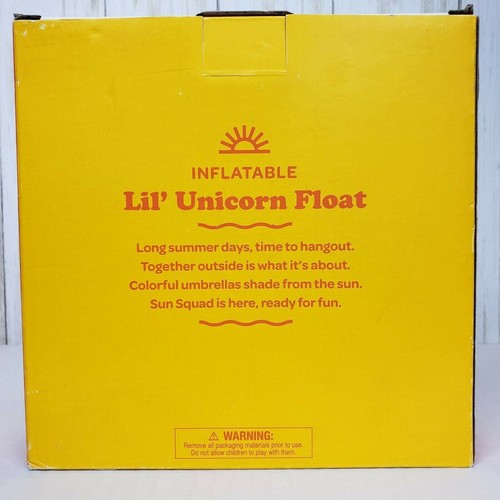 INFLATABLE
Lil' Unicorn Float
Long summer days, time to hangout.
Together outside is what it's about.
Colorful umbrellas shade from the sun.
Sun Squad is here, ready for fun.
⚠ WARNING:
Remove all packaging materials prior to use.
Do not allow children to play with them.